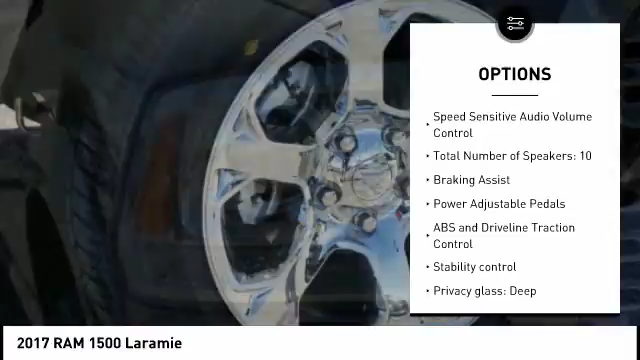 OPTIONS
• Speed Sensitive Audio Volume
Control
• Total Number of Speakers: 10
• Braking Assist
• Power Adjustable Pedals
• ABS and Driveline Traction
Control
• Stability control
• Privacy glass: Deep
2017 RAM 1500 Laramie